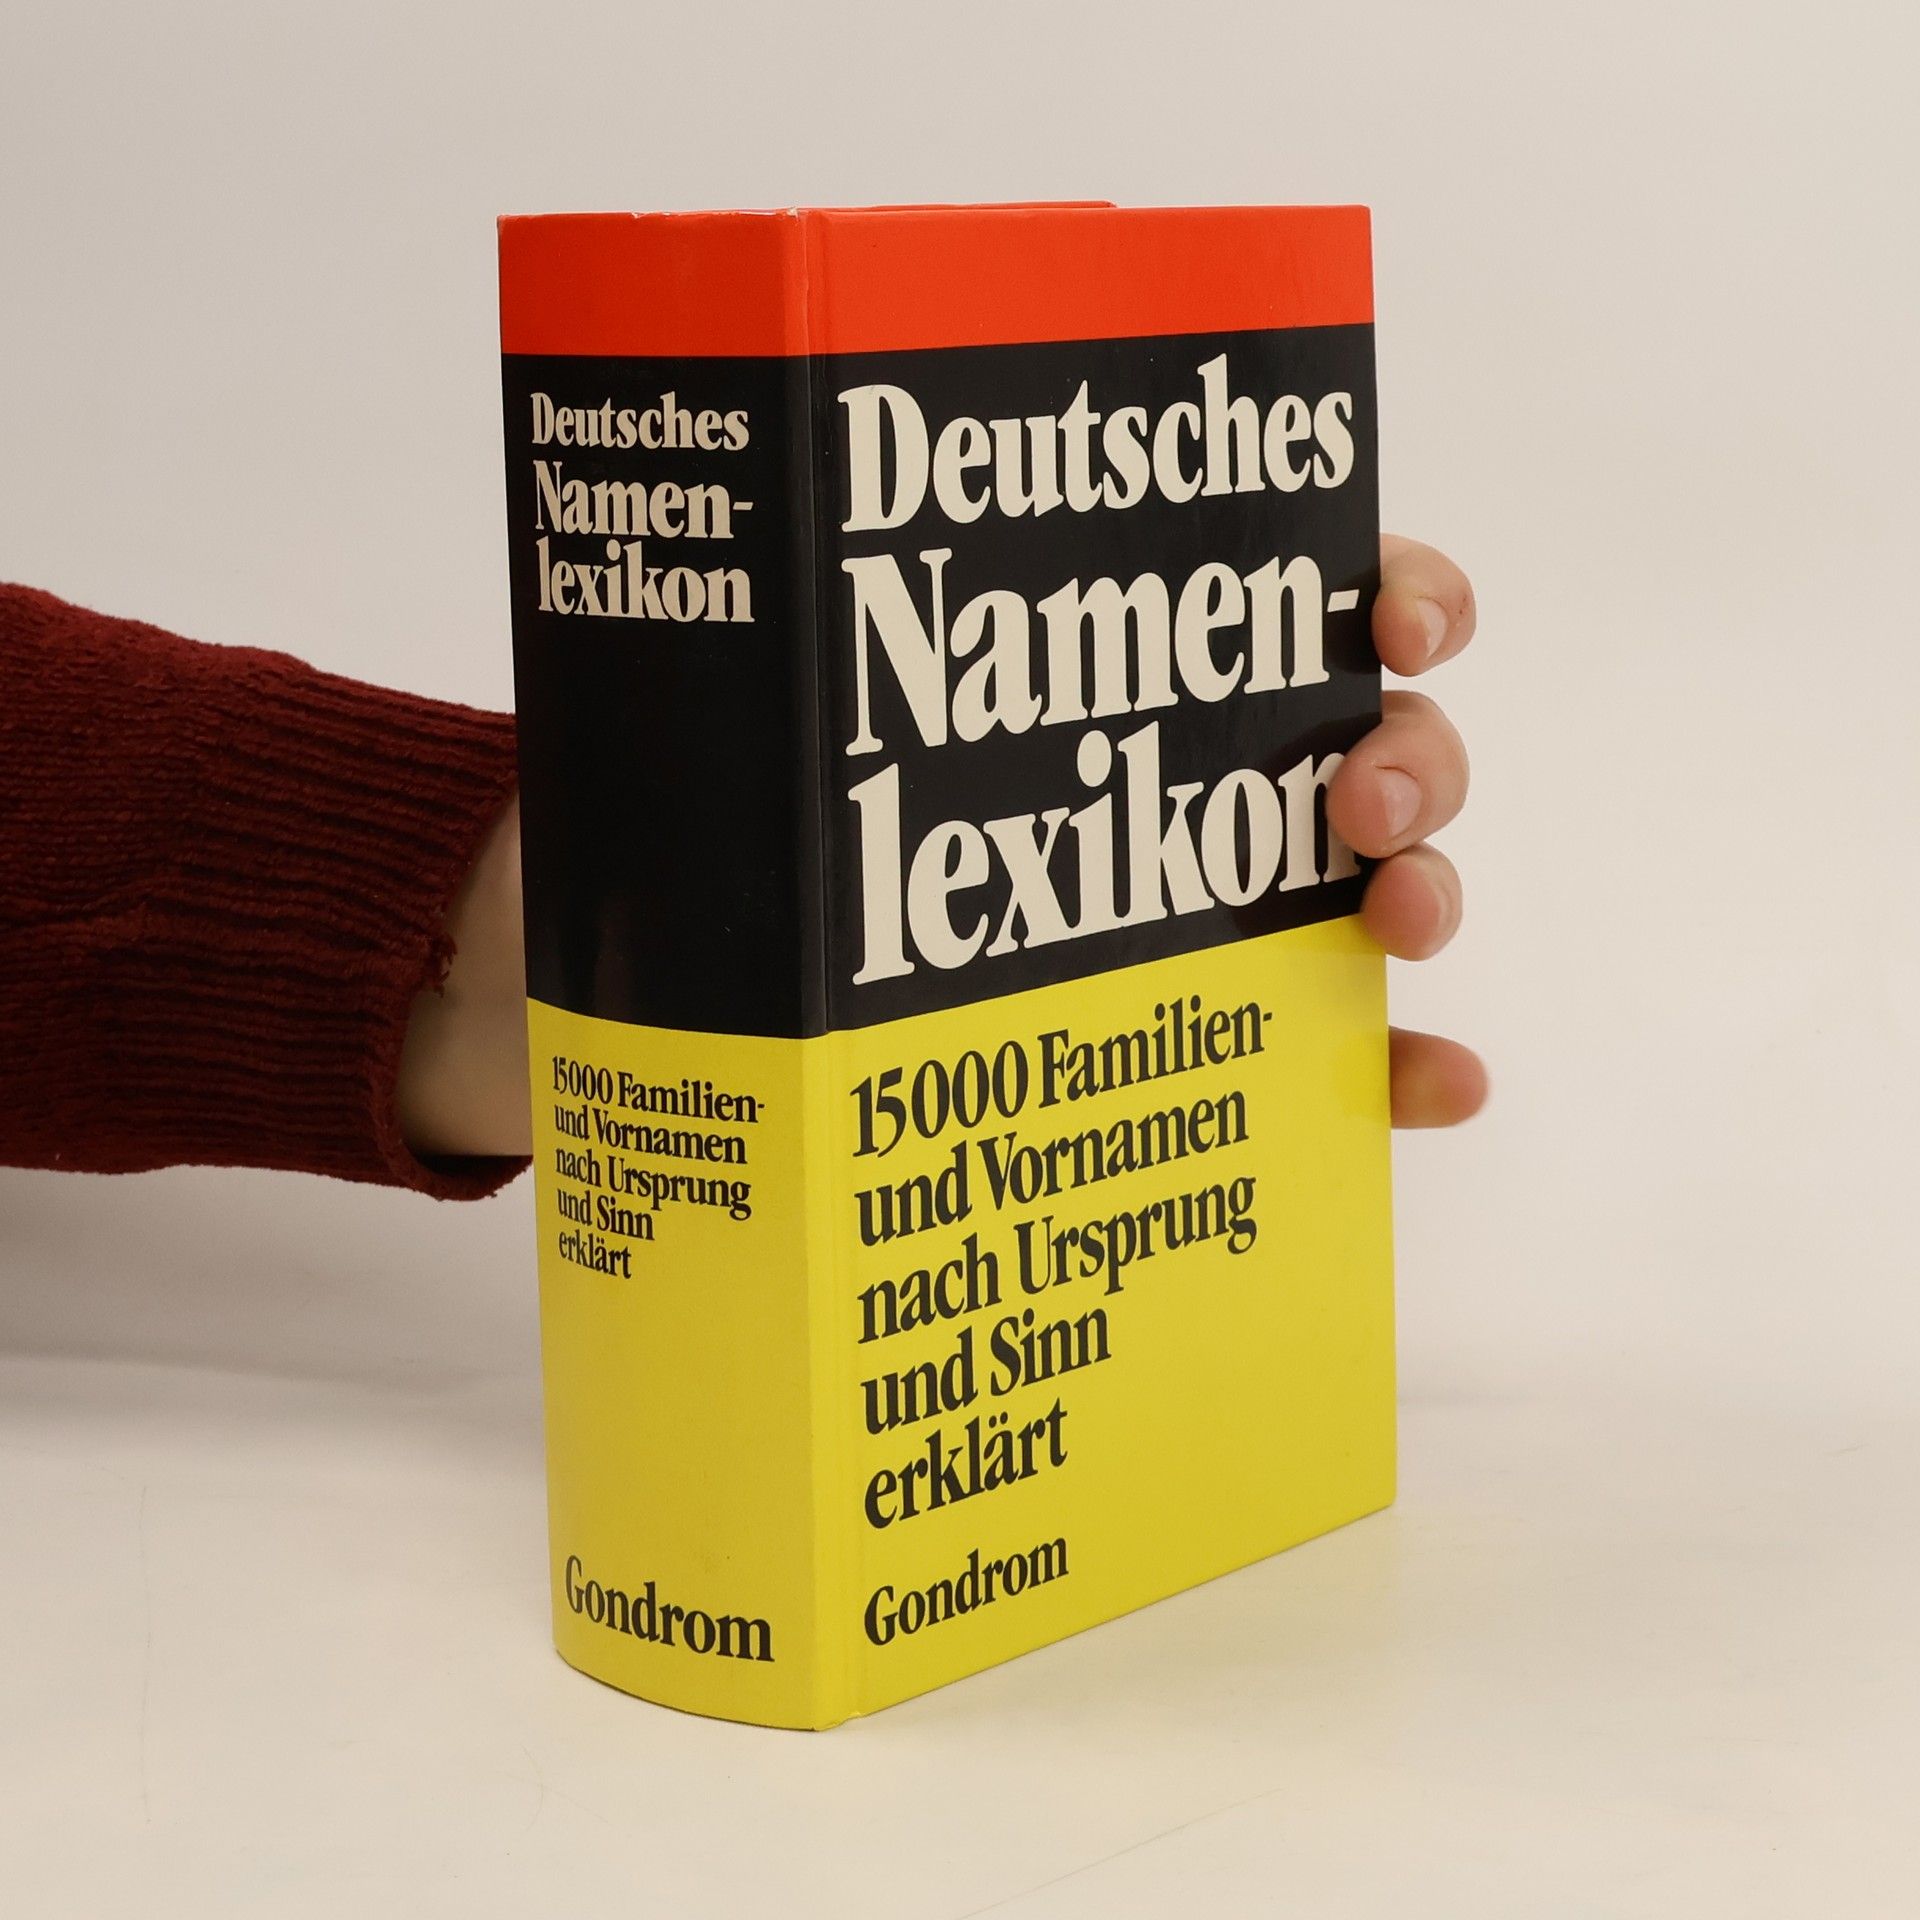 Deutsches
Namen-
lexikon
15000 Familien-
und Vornamen
nach Ursprung
und Sinn
erklärt
Gondrom
Deutsches
Namen-
lexikon
15000 Familien-
und Vornamen
nach Ursprung
und Sinn
erklärt
Gondrom